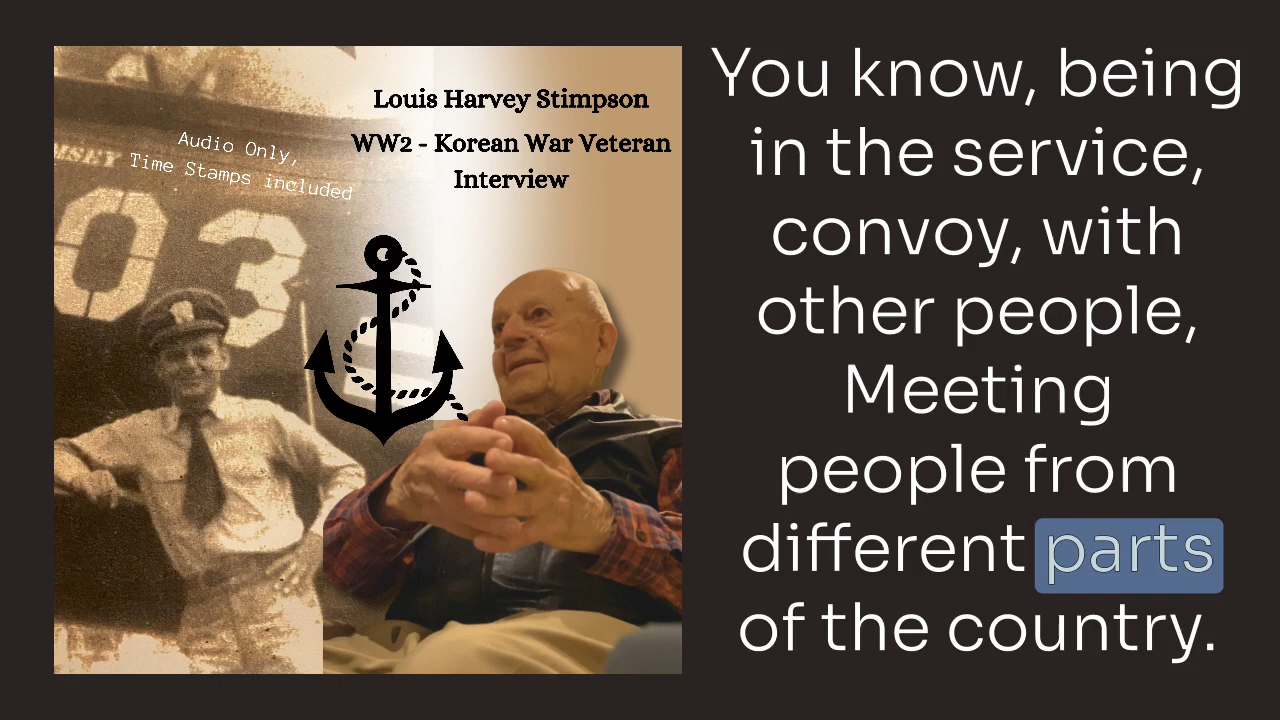 Louis Harvey Stimpson
WW2 - Korean War Veteran
Interview
Audio Only,
Time Stamps included
MSEY
03
You know, being
in the service,
convoy, with
other people,
Meeting
people from
different parts
of the country.